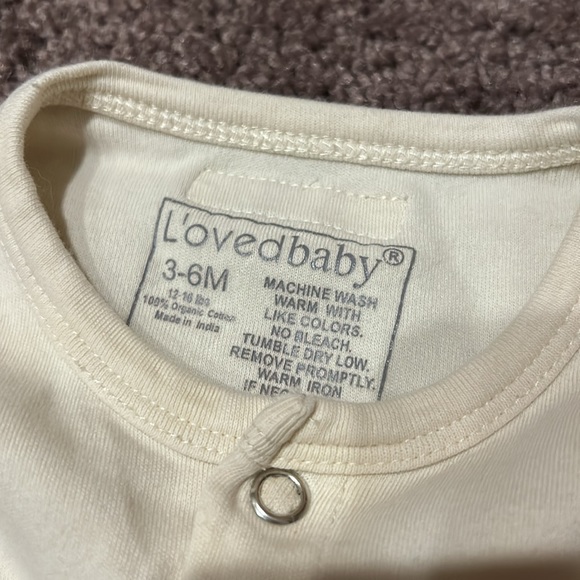 L'ovedbaby®
3-6M
12-16 lbs
100% Organic Cotton
Made in India
MACHINE WASH
WARM WITH
LIKE COLORS.
NO BLEACH.
TUMBLE DRY LOW.
REMOVE PROMPTLY.
WARM IRON
IF